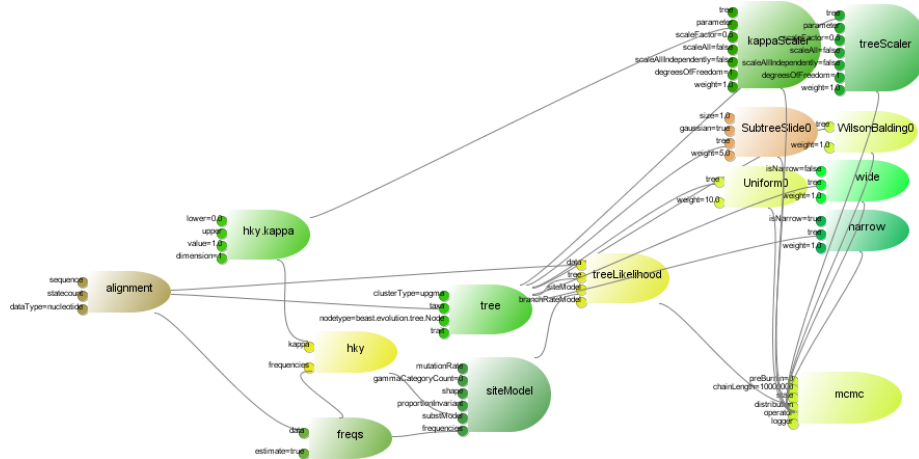 tree
parameter
scaleFactor=0.5
scaleAll=false
scaleAllIndependently=false
degreesOfFreedom=1
weight=1.0
kappaScaler
tree
parameter
scaleFactor=0.5
scaleAll=false
scaleAllIndependently=false
degreesOfFreedom=1
weight=1.0
treeScaler
size=1.0
gaussian=true
tree
weight=5.0
SubtreeSlide0
tree
weight=1.0
WilsonBalding0
tree
weight=10.0
Uniform0
isNarrow=false
tree
weight=1.0
wide
isNarrow=true
tree
weight=1.0
narrow
lower=0.0
upper
value=1.0
dimension=1
hky.kappa
sequence
statecount
dataType=nucleotide
alignment
clusterType=upgma
taxa
nodetype=beast.evolution.tree.Node
trait
tree
data
tree
siteModel
branchRateModel
treeLikelihood
kappa
frequencies
hky
mutationRate
gammaCategoryCount=0
shape
proportionInvariant
substModel
frequencies
siteModel
data
estimate=true
freqs
state
distribution
operator
logger
mcmc